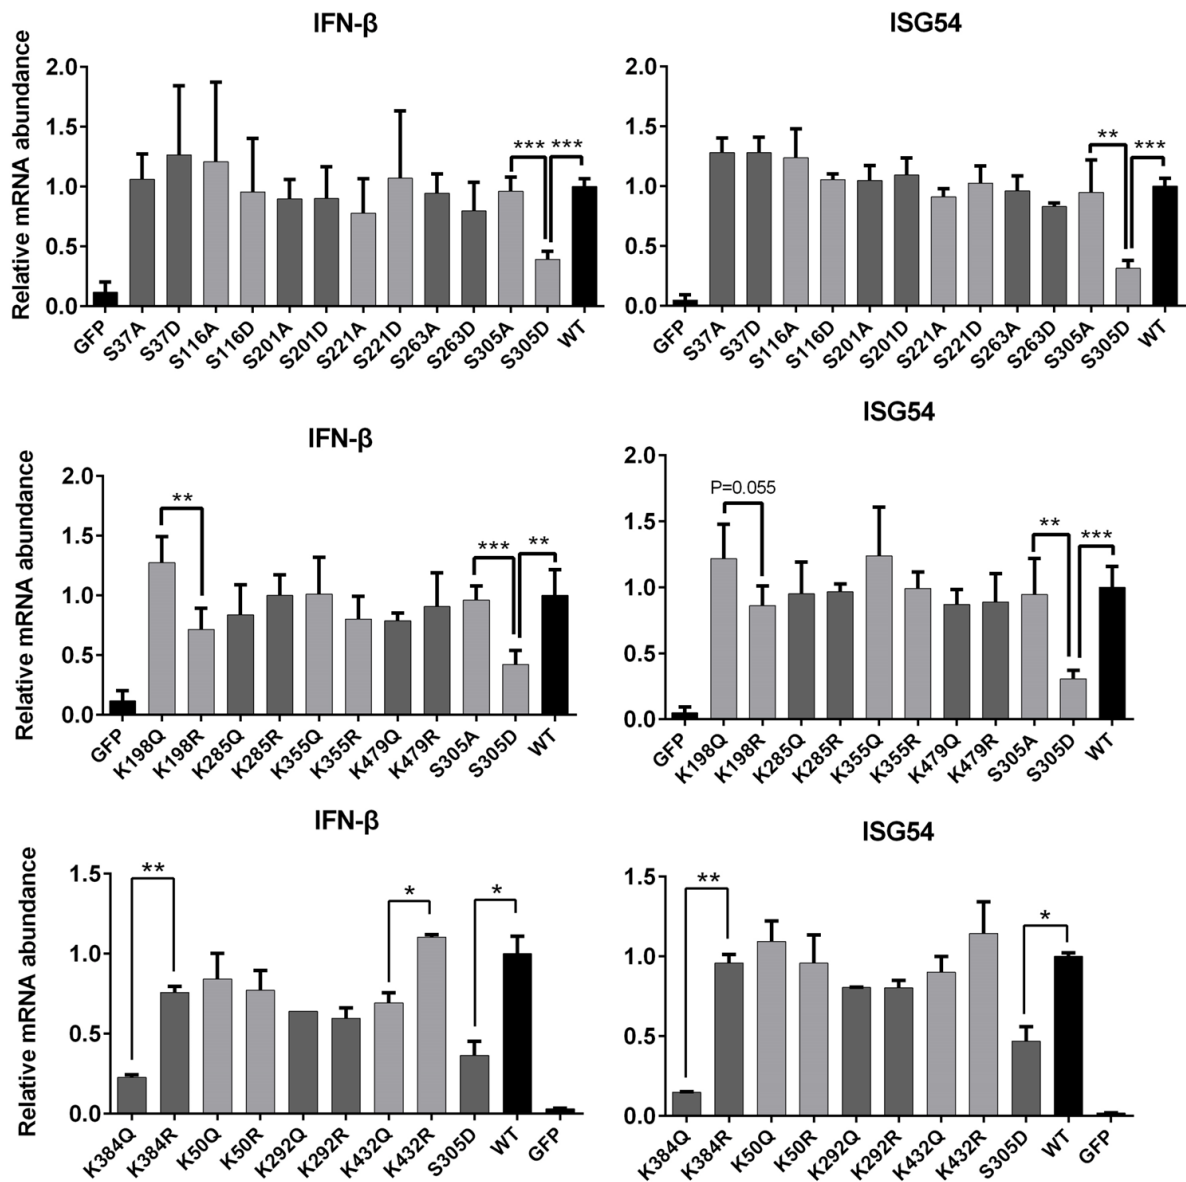 IFN-β
Relative mRNA abundance
2.0
1.5
1.0
0.5
0.0
*** ***
GFP S37A S37D S116A S116D S201A S201D S221A S221D S263A S263D S305A S305D WT
ISG54
2.0
1.5
1.0
0.5
0.0
** ***
GFP S37A S37D S116A S116D S201A S201D S221A S221D S263A S263D S305A S305D WT
IFN-β
Relative mRNA abundance
2.0
1.5
1.0
0.5
0.0
** *** **
GFP K198Q K198R K285Q K285R K355Q K355R K479Q K479R S305A S305D WT
ISG54
2.0
1.5
1.0
0.5
0.0
P=0.055 ** ***
GFP K198Q K198R K285Q K285R K355Q K355R K479Q K479R S305A S305D WT
IFN-β
Relative mRNA abundance
1.5
1.0
0.5
0.0
** * *
K384Q K384R K50Q K50R K292Q K292R K432Q K432R S305D WT GFP
ISG54
1.5
1.0
0.5
0.0
** *
K384Q K384R K50Q K50R K292Q K292R K432Q K432R S305D WT GFP